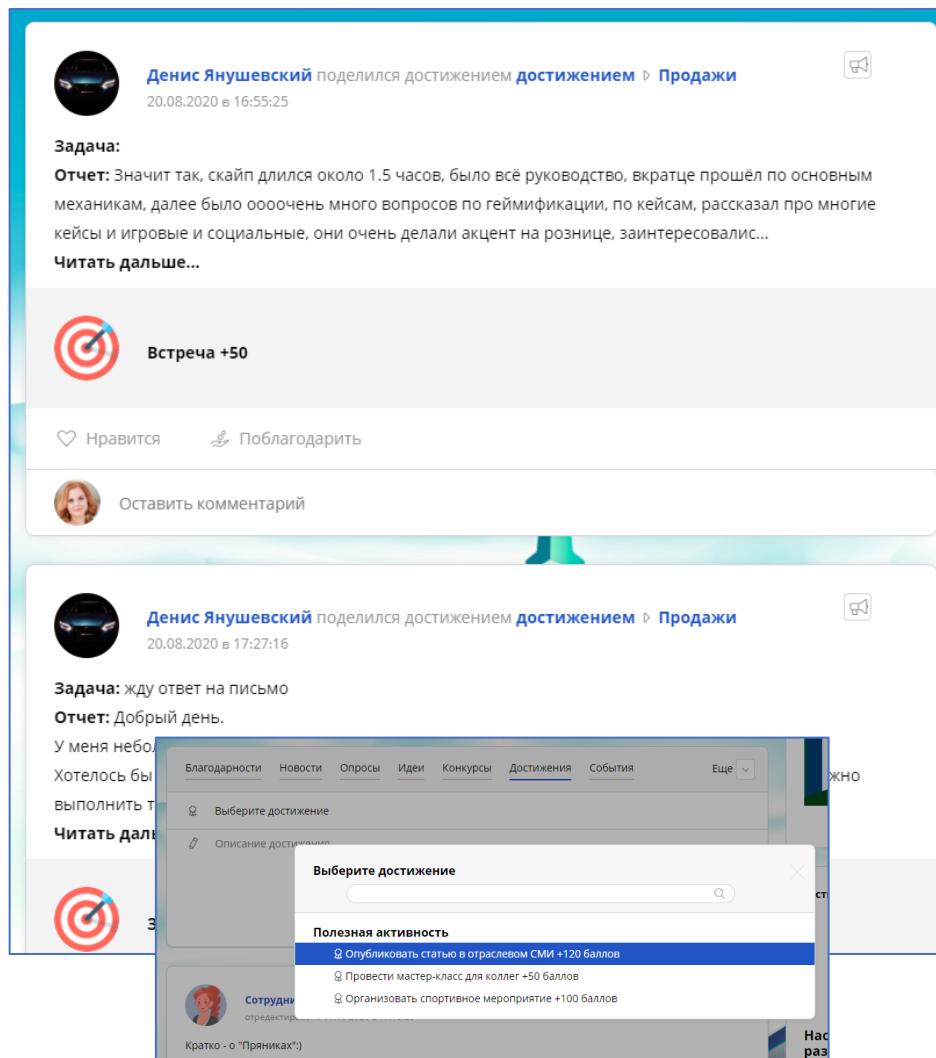 Денис Янушевский поделился достижением достижением ▷ Продажи
20.08.2020 в 16:55:25
Задача:
Отчет: Значит так, скайп длился около 1.5 часов, было всё руководство, вкратце прошёл по основным
механикам, далее было оооочень много вопросов по геймификации, по кейсам, рассказал про многие
кейсы и игровые и социальные, они очень делали акцент на рознице, заинтересовалис...
Читать дальше...
Встреча +50
Нравится Поблагодарить
Оставить комментарий
Денис Янушевский поделился достижением достижением ▷ Продажи
20.08.2020 в 17:27:16
Задача: жду ответ на письмо
Отчет: Добрый день.
У меня небол
Хотелось бы
жно
выполнить т
Читать даль
З
Благодарности Новости Опросы Идеи Конкурсы Достижения События Еще
Выберите достижение
Описание достижения
Выберите достижение
Полезная активность
Опубликовать статью в отраслевом СМИ +120 баллов
Провести мастер-класс для коллег +50 баллов
Организовать спортивное мероприятие +100 баллов
ст
Сотрудни
Кратко - о "Пряниках":)
Нас
раз